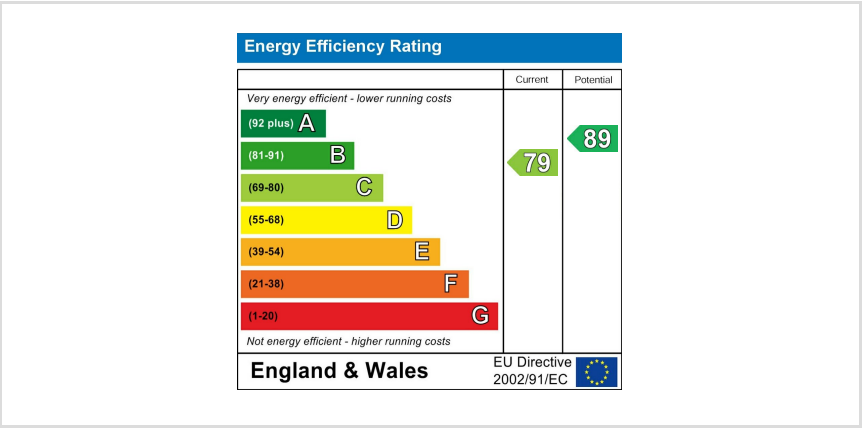 Energy Efficiency Rating
Current Potential
Very energy efficient - lower running costs
(92 plus) A
(81-91) B
(69-80) C
(55-68) D
(39-54) E
(21-38) F
(1-20) G
79
89
Not energy efficient - higher running costs
England & Wales
EU Directive
2002/91/EC